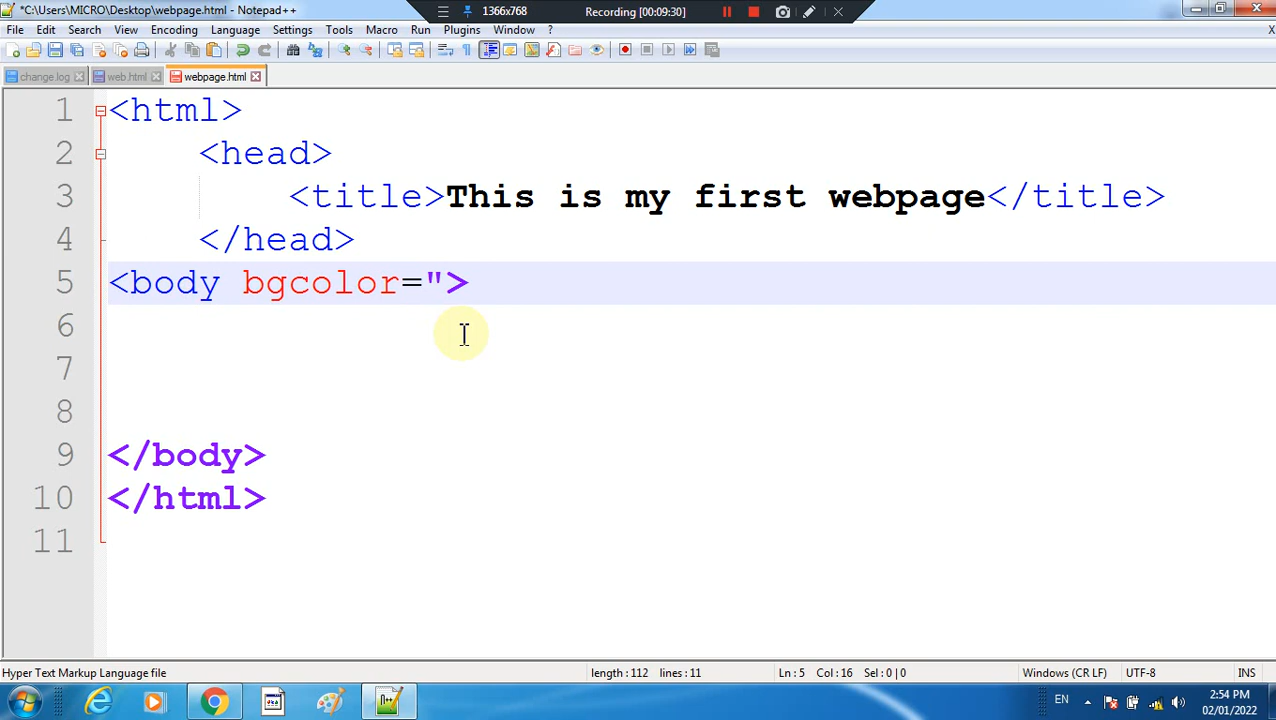 *C:\Users\MICRO\Desktop\webpage.html - Notepad++
1366x768
Recording [00:09:30]
File Edit Search View Encoding Language Settings Tools Macro Run Plugins Window ?
X
change.log web.html webpage.html
1 <html>
2 <head>
3 <title>This is my first webpage</title>
4 </head>
5 <body bgcolor=">
6
7
8
9 </body>
10 </html>
11
Hyper Text Markup Language file length : 112 lines : 11 Ln : 5 Col : 16 Sel : 0 | 0 Windows (CR LF) UTF-8 INS
EN
2:54 PM
02/01/2022